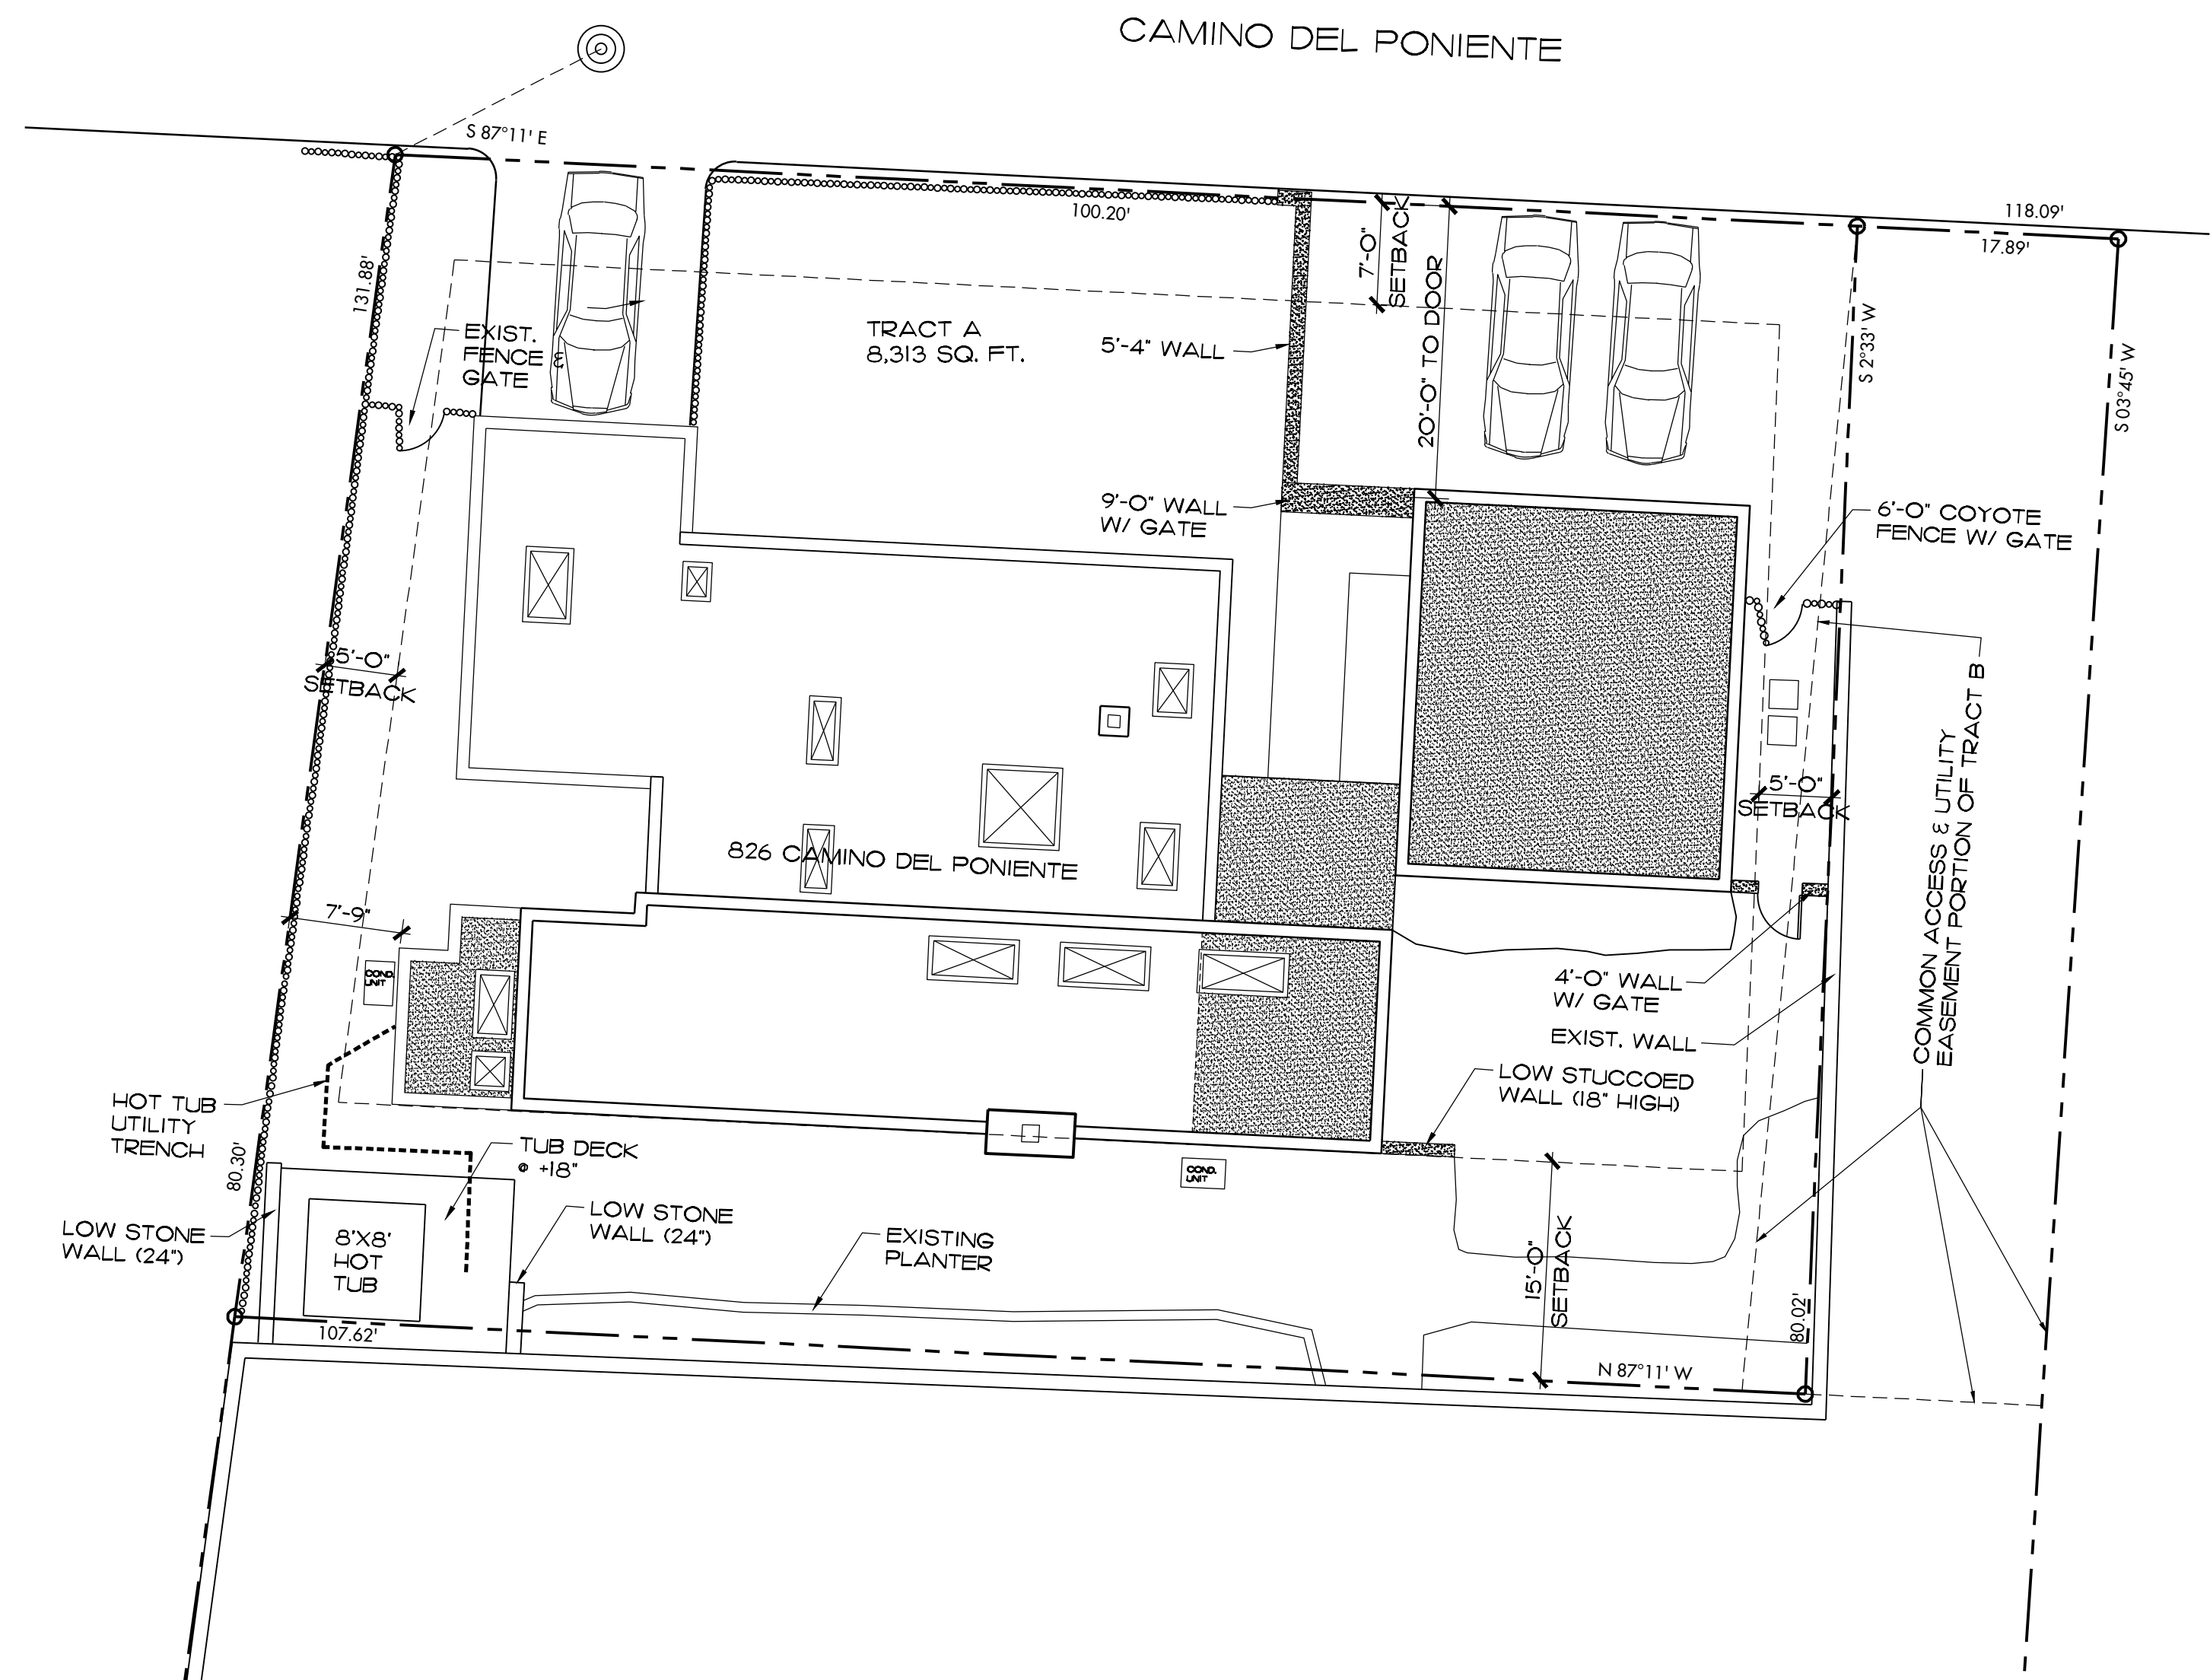 CAMINO DEL PONIENTE
S 87°11' E
118.09'
100.20'
17.89'
131.88'
7'-0"
SETBACK
20'-0" TO DOOR
S 2°33' W
S 03°45' W
EXIST.
FENCE &
GATE
TRACT A
8,313 SQ. FT.
5'-4" WALL
9'-0" WALL
W/ GATE
6'-0" COYOTE
FENCE W/ GATE
5'-0"
SETBACK
5'-0"
SETBACK
COMMON ACCESS & UTILITY
EASEMENT PORTION OF TRACT B
826 CAMINO DEL PONIENTE
7'-9"
COND.
UNIT
4'-0" WALL
W/ GATE
EXIST. WALL
LOW STUCCOED
WALL (18" HIGH)
HOT TUB
UTILITY
TRENCH
80.30'
TUB DECK
@ +18"
COND.
UNIT
LOW STONE
WALL (24")
LOW STONE
WALL (24")
8'X8'
HOT
TUB
EXISTING
PLANTER
15'-0"
SETBACK
80.02'
107.62'
N 87°11' W